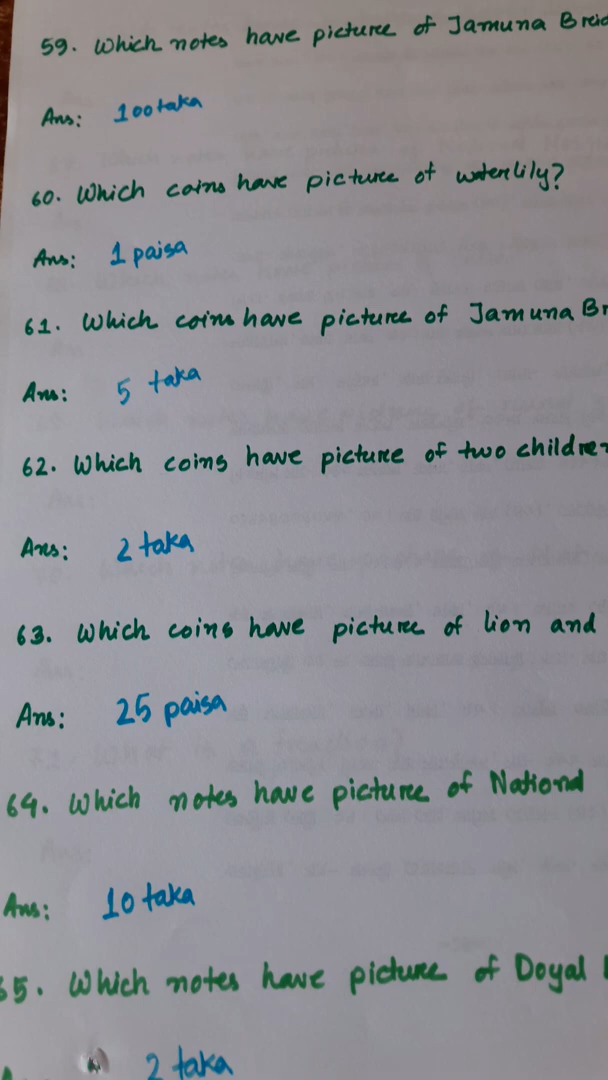 59. Which notes have picture of Jamuna
Ans: 100 taka
60. Which coins have picture of waterlily?
Ans: 1 paisa
61. Which coins have picture of Jamuna
Ans: 5 taka
62. Which coins have picture of two
Ans: 2 taka
63. Which coins have picture of lion and
Ans: 25 paisa
64. Which notes have picture of National
Ans: 10 taka
65. Which notes have picture of Doyal
2 taka